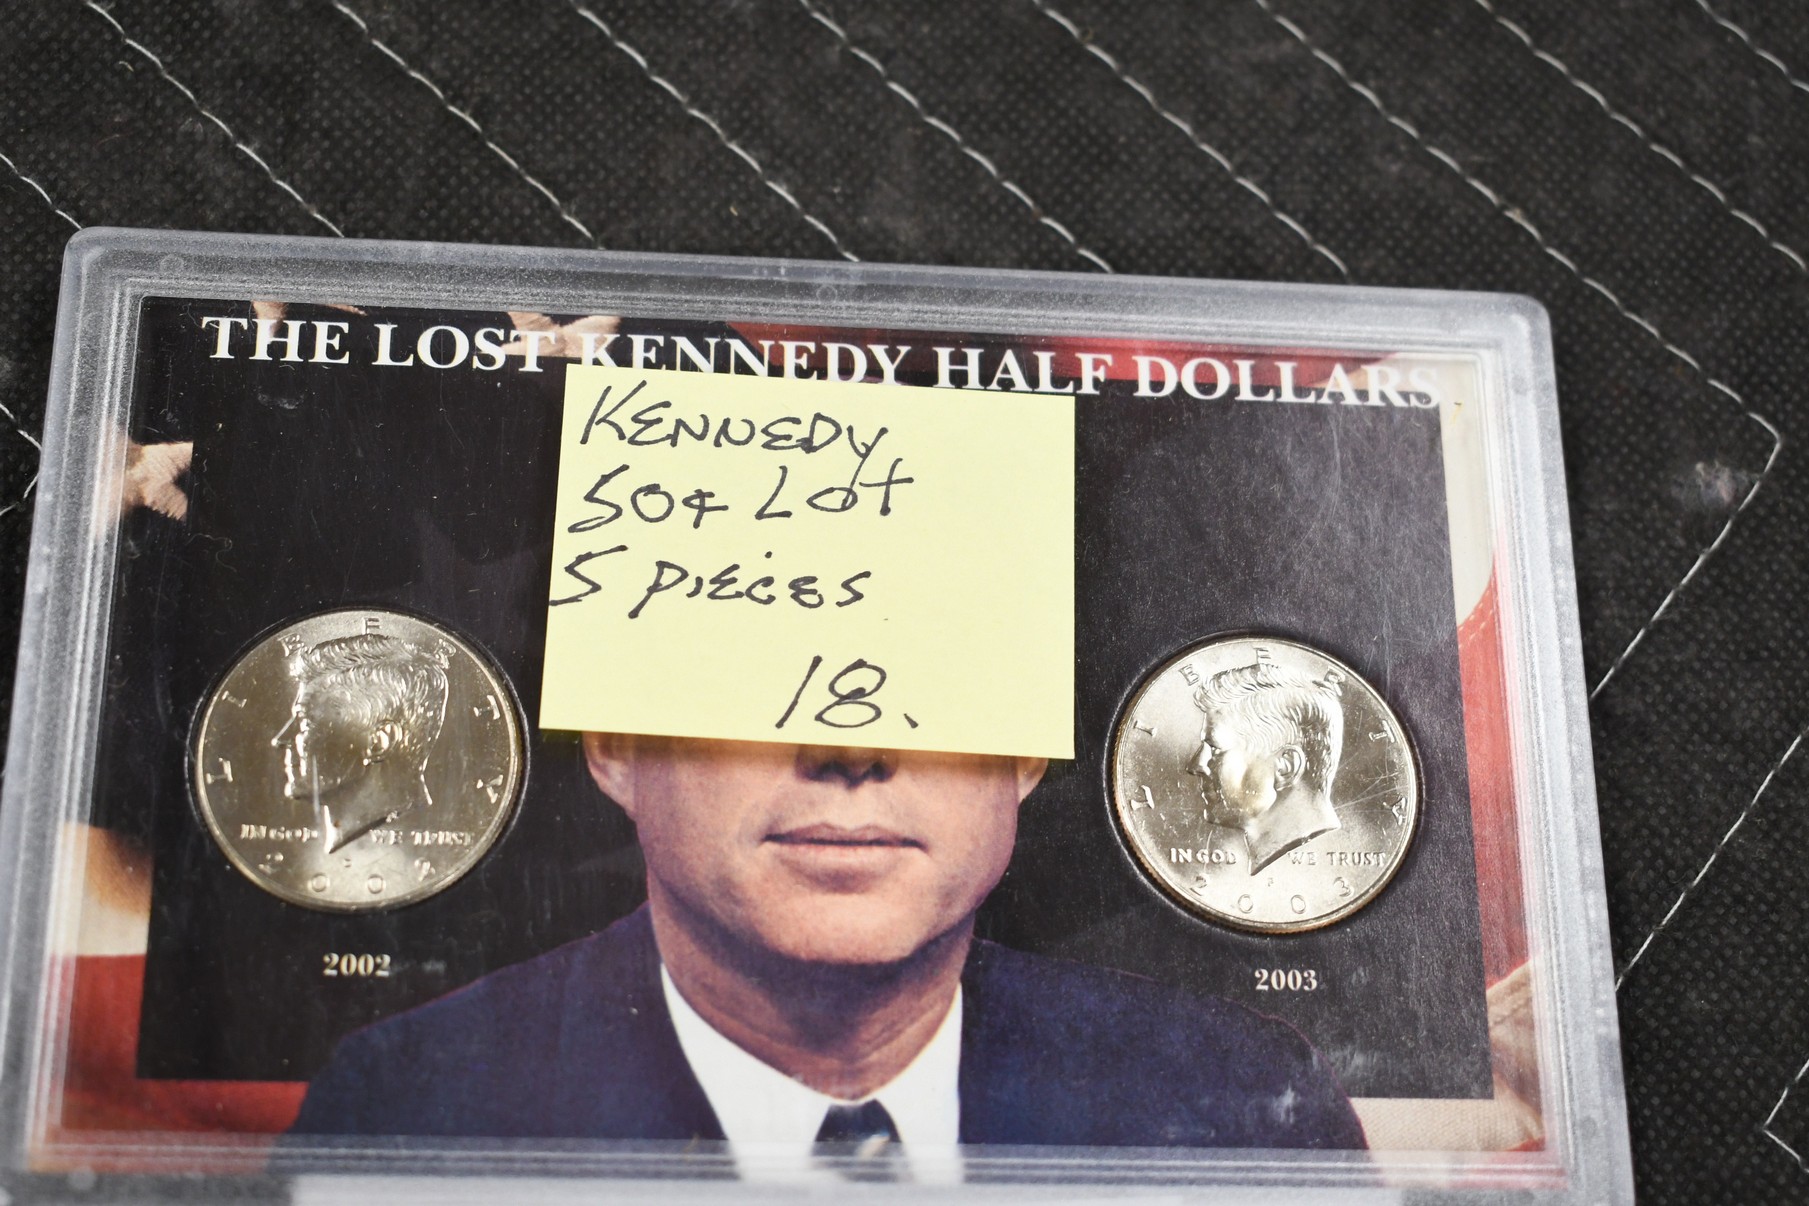 THE LOST KENNEDY HALF DOLLARS
KENNEDY
50¢ LOT
5 PIECES
18.
LIBERTY
IN GOD WE TRUST
2002
2002
LIBERTY
IN GOD WE TRUST
P
2003
2003